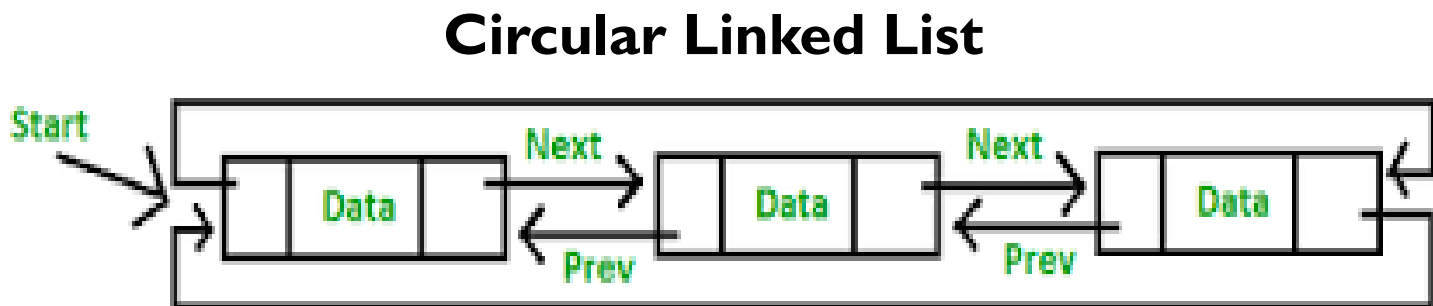 Circular Linked List
Start
Next
Next
Data
Data
Data
Prev
Prev